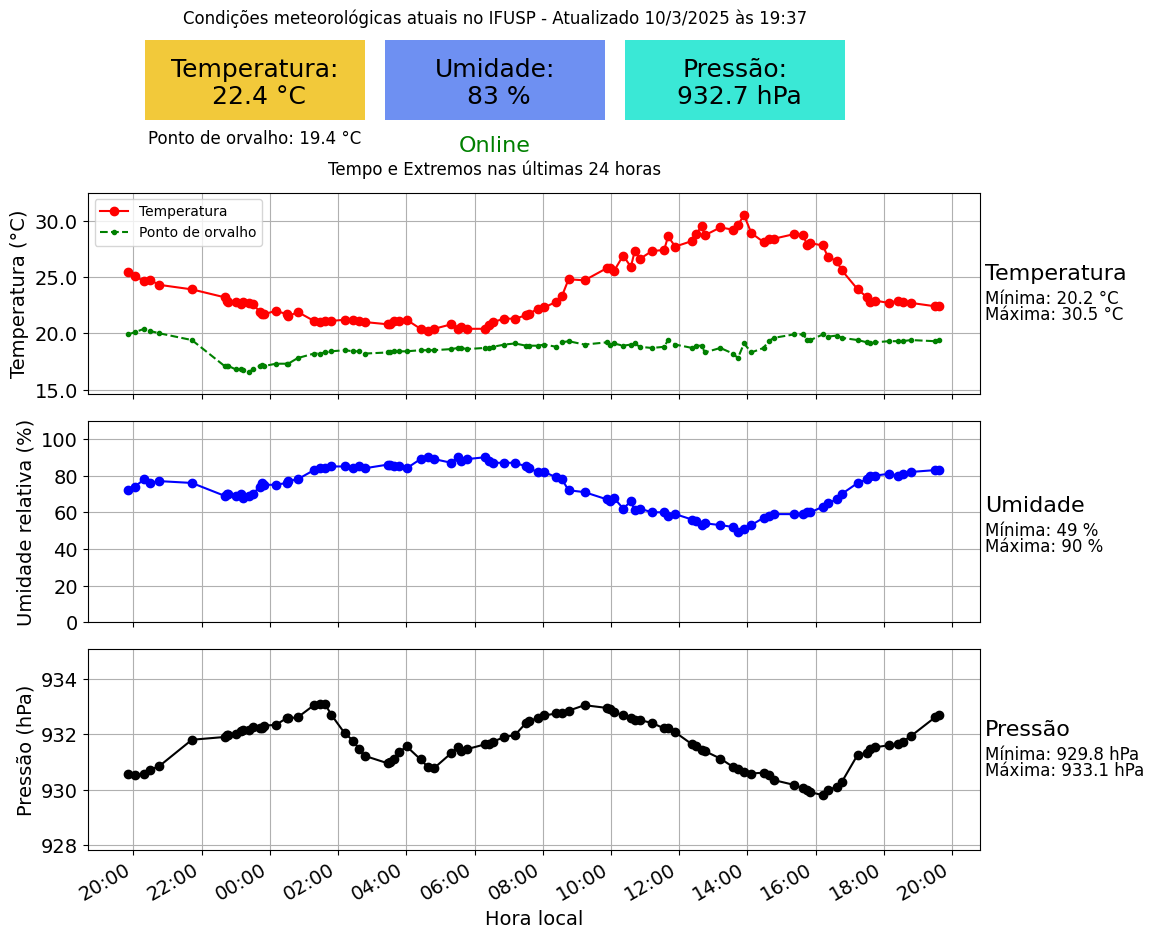 Condições meteorológicas atuais no IFUSP - Atualizado 10/3/2025 às 19:37
Temperatura:
22.4 °C
Umidade:
83 %
Pressão:
932.7 hPa
Ponto de orvalho: 19.4 °C
Online
Tempo e Extremos nas últimas 24 horas
Temperatura (°C)
30.0
25.0
20.0
15.0
Temperatura
Ponto de orvalho
Temperatura
Mínima: 20.2 °C
Máxima: 30.5 °C
Umidade relativa (%)
100
80
60
40
20
0
Umidade
Mínima: 49 %
Máxima: 90 %
Pressão (hPa)
934
932
930
928
Pressão
Mínima: 929.8 hPa
Máxima: 933.1 hPa
20:00 22:00 00:00 02:00 04:00 06:00 08:00 10:00 12:00 14:00 16:00 18:00 20:00
Hora local